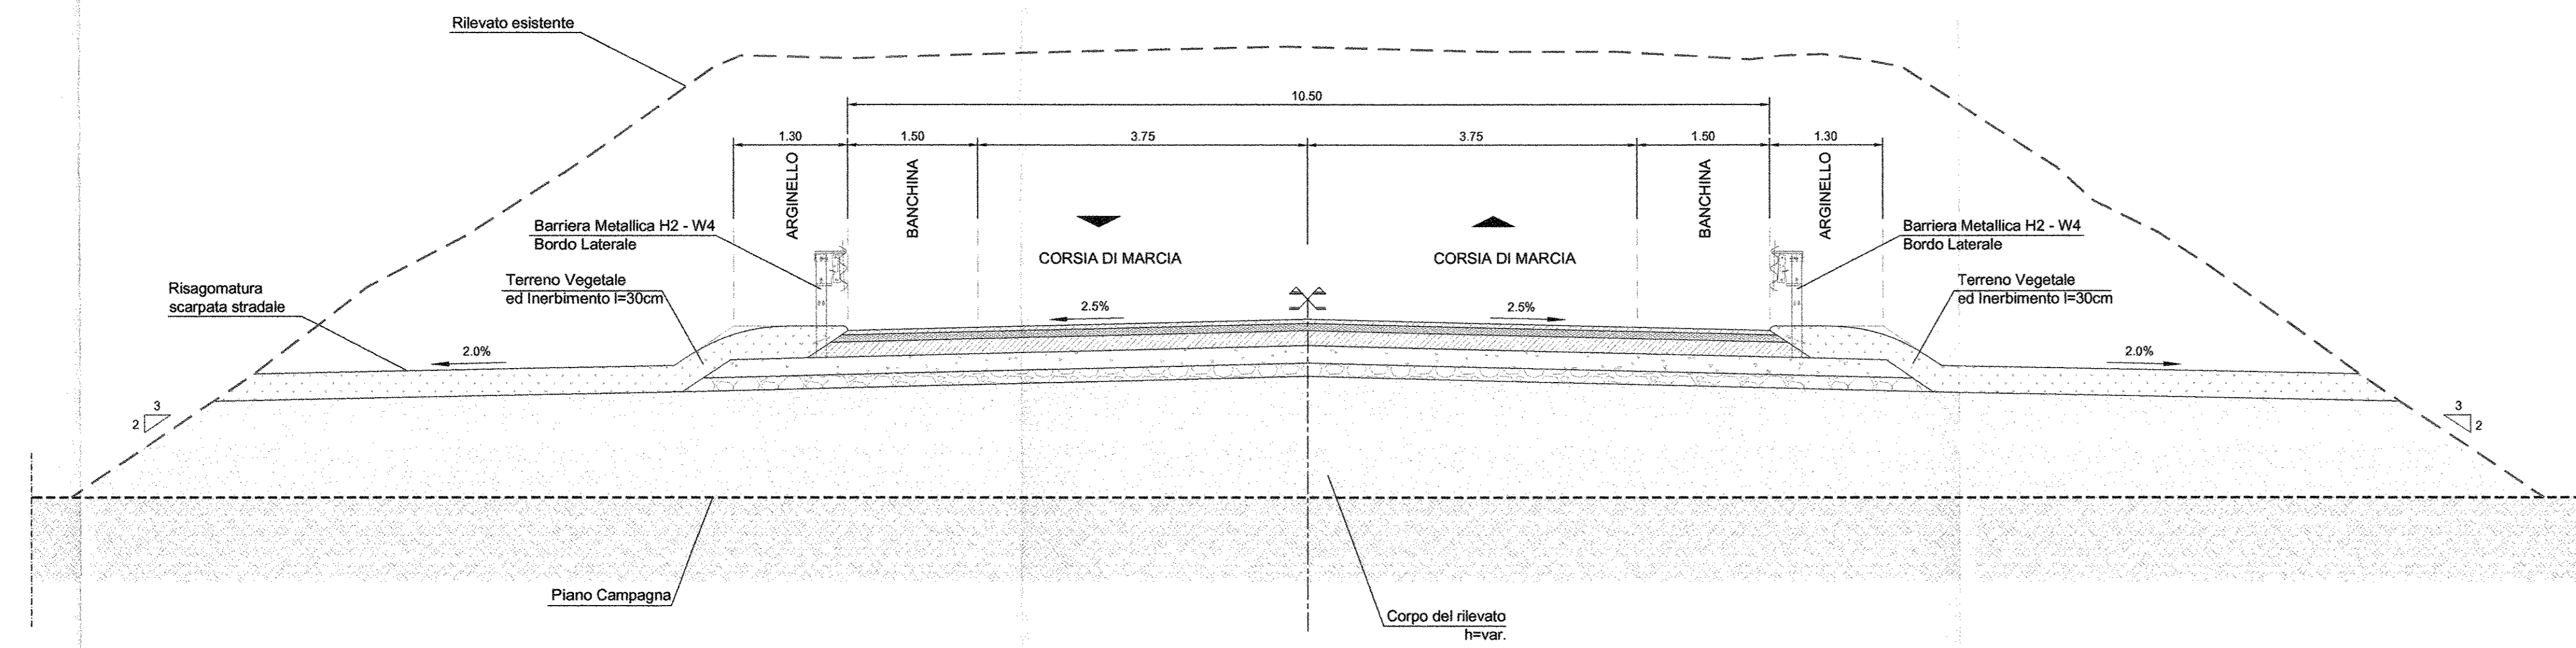 Rilevato esistente
10.50
1.30
1.50
3.75
3.75
1.50
1.30
ARGINELLO
BANCHINA
BANCHINA
ARGINELLO
Barriera Metallica H2 - W4
Bordo Laterale
Barriera Metallica H2 - W4
Bordo Laterale
CORSIA DI MARCIA
CORSIA DI MARCIA
Terreno Vegetale
ed Inerbimento l=30cm
Terreno Vegetale
ed Inerbimento l=30cm
Risagomatura
scarpata stradale
2.5%
2.5%
2.0%
2.0%
3
2
3
2
Piano Campagna
Corpo del rilevato
h=var.